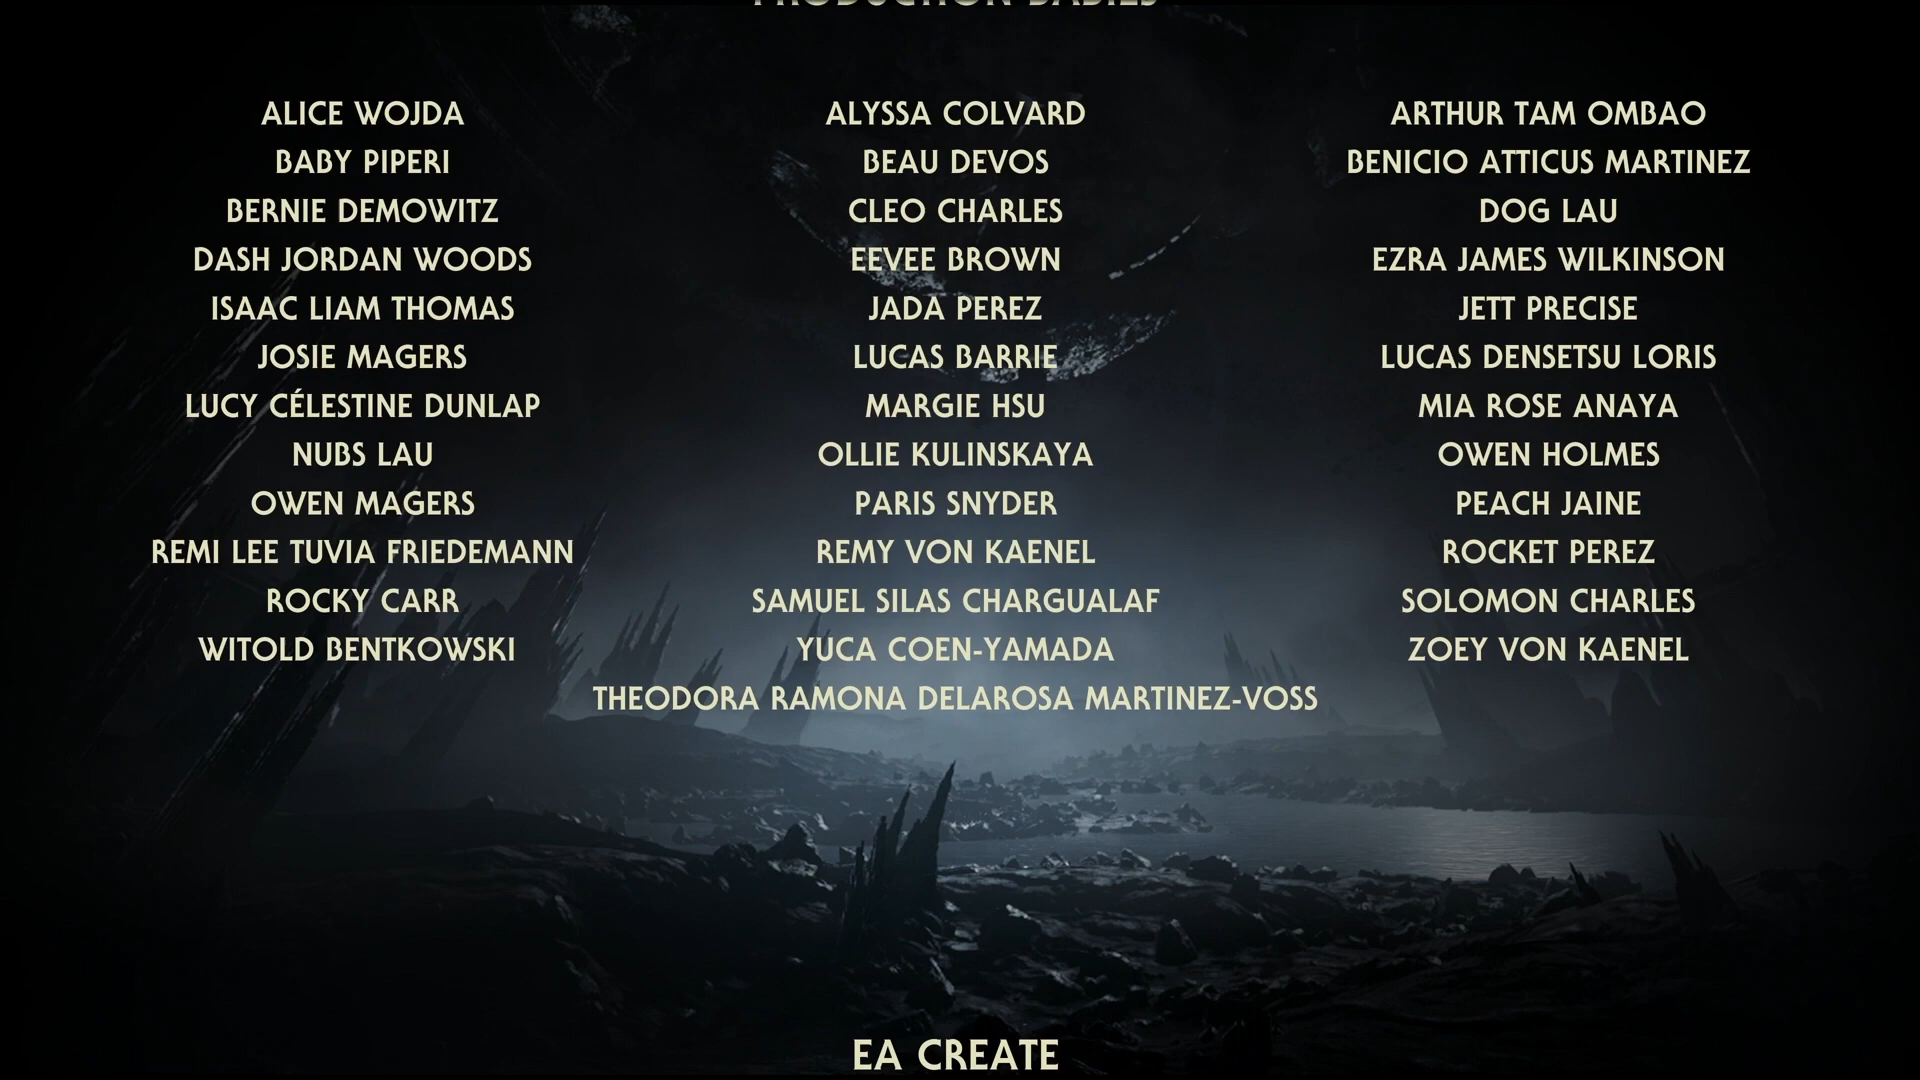 PRODUCTION BABIES
ALICE WOJDA ALYSSA COLVARD ARTHUR TAM OMBAO
BABY PIPERI BEAU DEVOS BENICIO ATTICUS MARTINEZ
BERNIE DEMOWITZ CLEO CHARLES DOG LAU
DASH JORDAN WOODS EEVEE BROWN EZRA JAMES WILKINSON
ISAAC LIAM THOMAS JADA PEREZ JETT PRECISE
JOSIE MAGERS LUCAS BARRIE LUCAS DENSETSU LORIS
LUCY CÉLESTINE DUNLAP MARGIE HSU MIA ROSE ANAYA
NUBS LAU OLLIE KULINSKAYA OWEN HOLMES
OWEN MAGERS PARIS SNYDER PEACH JAINE
REMI LEE TUVIA FRIEDEMANN REMY VON KAENEL ROCKET PEREZ
ROCKY CARR SAMUEL SILAS CHARGUALAF SOLOMON CHARLES
WITOLD BENTKOWSKI YUCA COEN-YAMADA ZOEY VON KAENEL
THEODORA RAMONA DELAROSA MARTINEZ-VOSS
EA CREATE